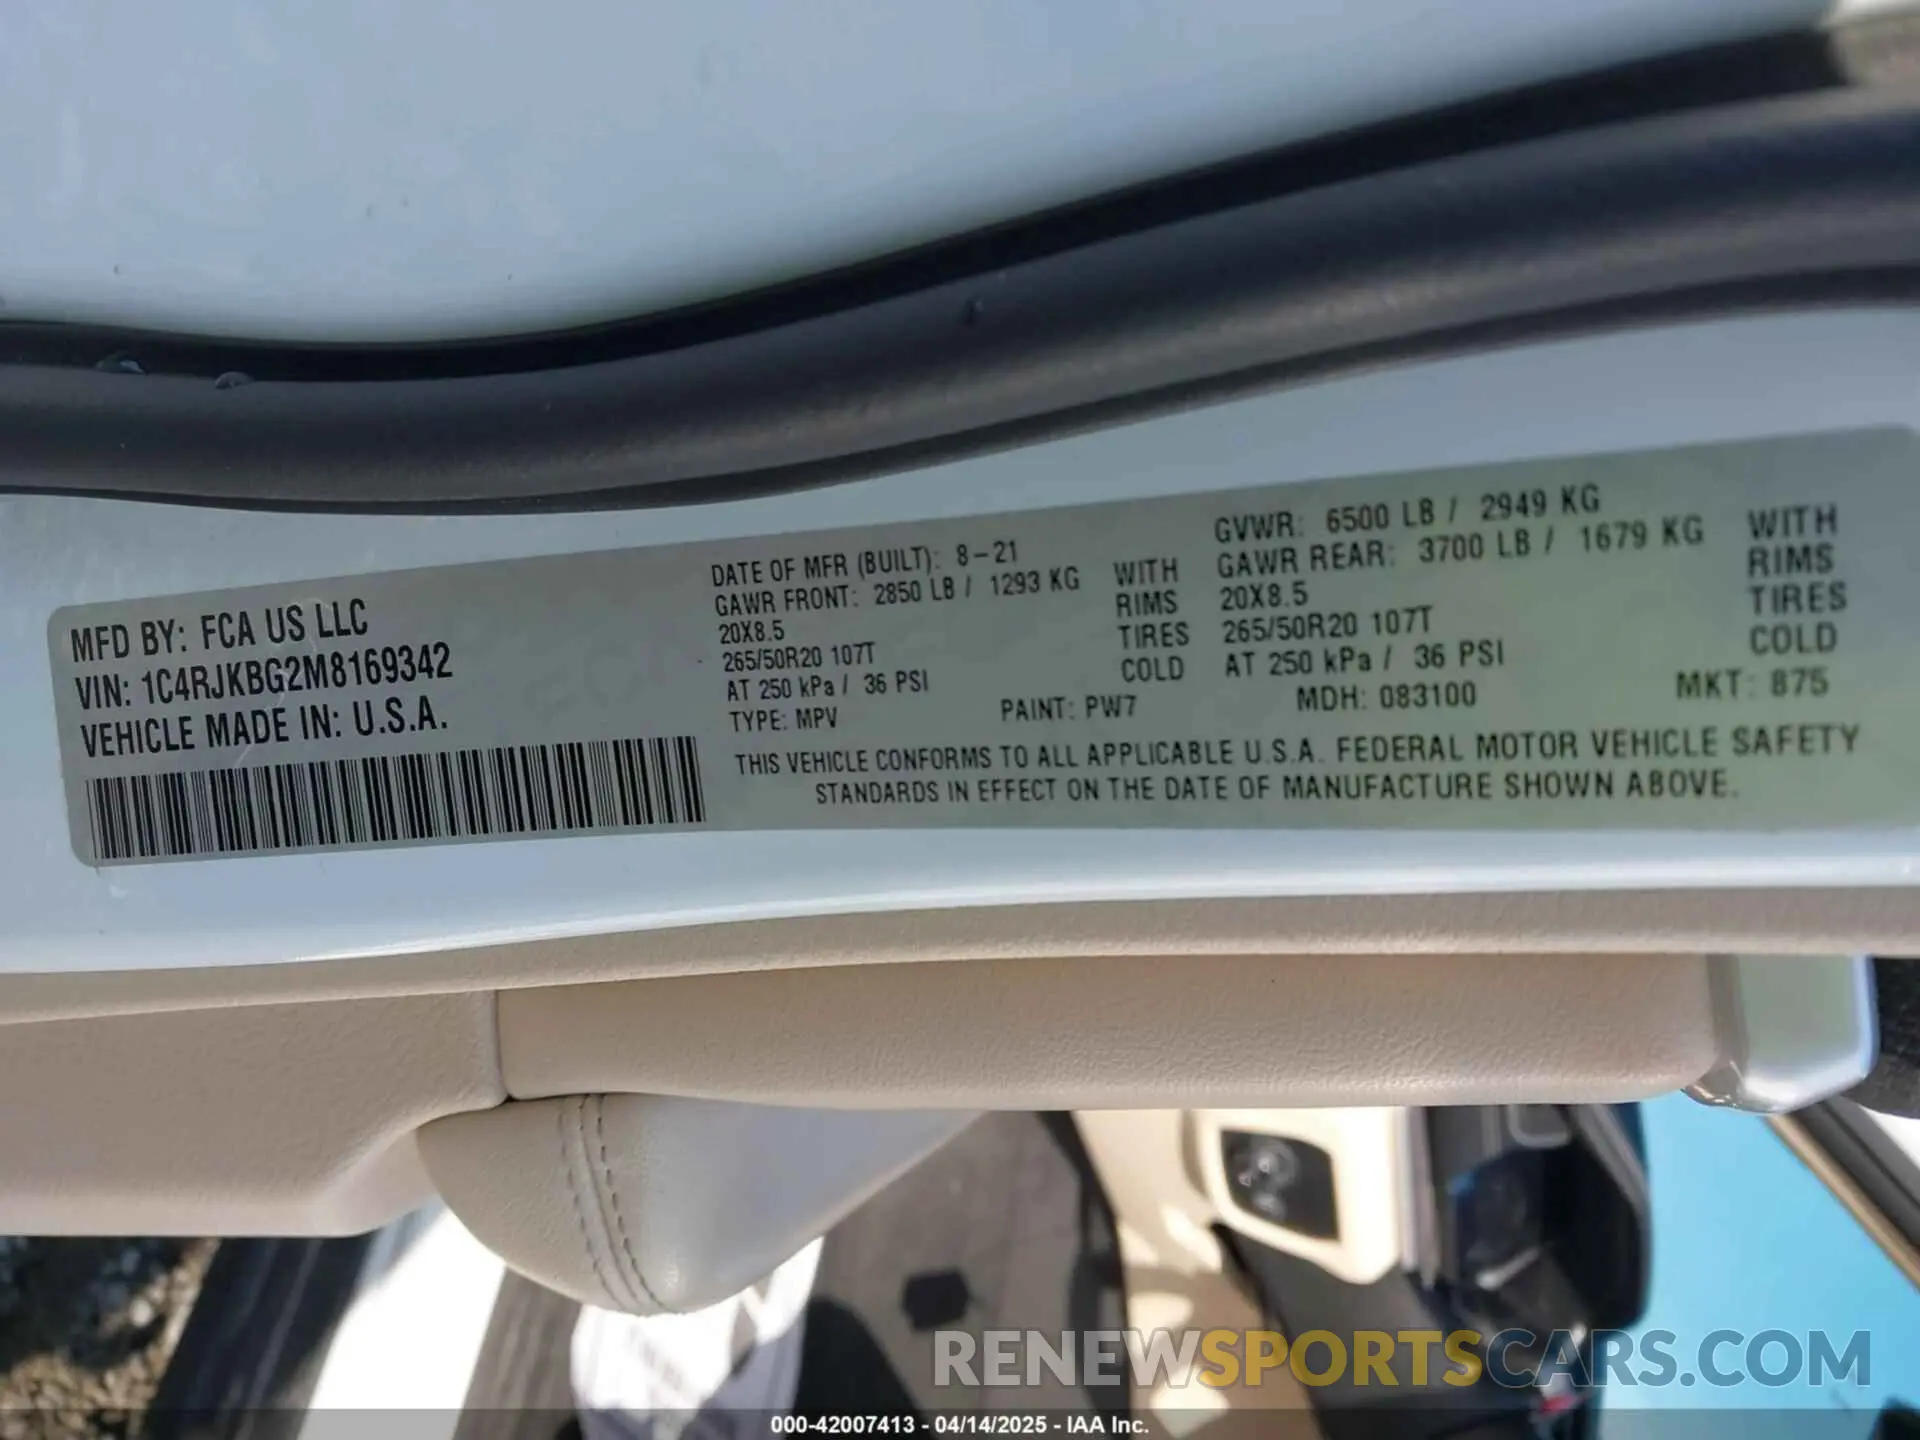 MFD BY: FCA US LLC
VIN: 1C4RJKBG2M8169342
VEHICLE MADE IN: U.S.A.
DATE OF MFR (BUILT): 8-21
GAWR FRONT: 2850 LB / 1293 KG WITH
20X8.5 RIMS
265/50R20 107T TIRES
AT 250 kPa / 36 PSI COLD
TYPE: MPV PAINT: PW7
GVWR: 6500 LB / 2949 KG
GAWR REAR: 3700 LB / 1679 KG WITH
20X8.5 RIMS
265/50R20 107T TIRES
AT 250 kPa / 36 PSI COLD
MDH: 083100 MKT: 875
THIS VEHICLE CONFORMS TO ALL APPLICABLE U.S.A. FEDERAL MOTOR VEHICLE SAFETY
STANDARDS IN EFFECT ON THE DATE OF MANUFACTURE SHOWN ABOVE.
RENEWSPORTSCARS.COM
000-42007413 - 04/14/2025 - IAA Inc.